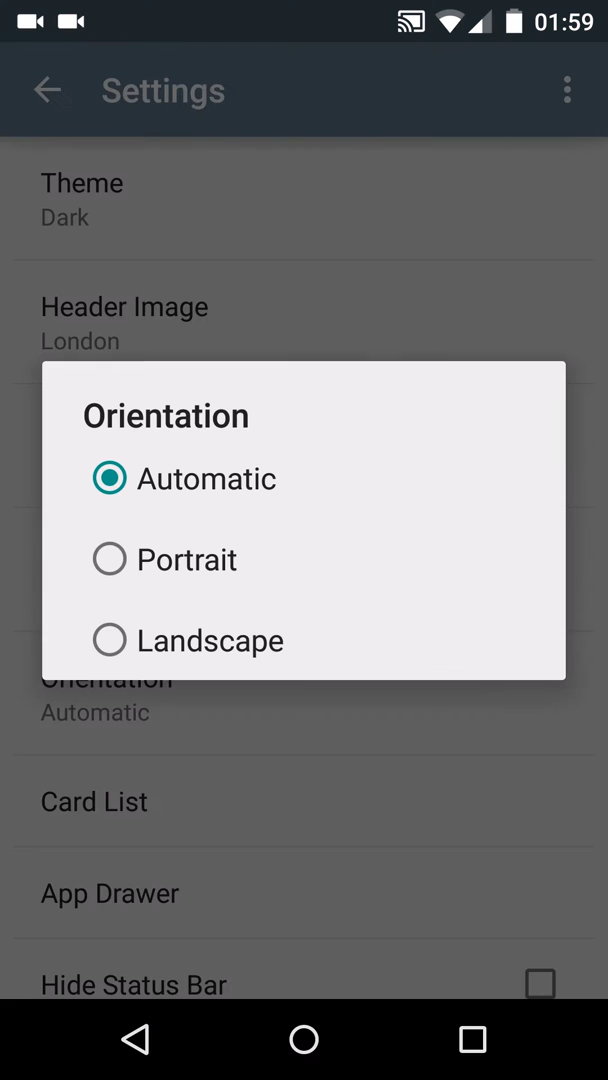 01:59
Settings
Theme
Dark
Header Image
London
Orientation
Automatic
Portrait
Landscape
Orientation
Automatic
Card List
App Drawer
Hide Status Bar